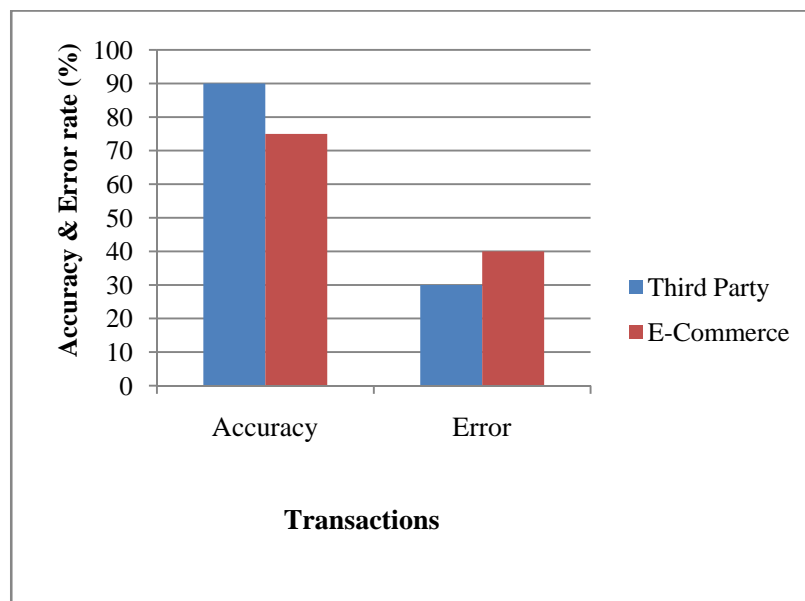 Accuracy & Error rate (%)
100
90
80
70
60
50
40
30
20
10
0
Accuracy
Error
Transactions
Third Party
E-Commerce